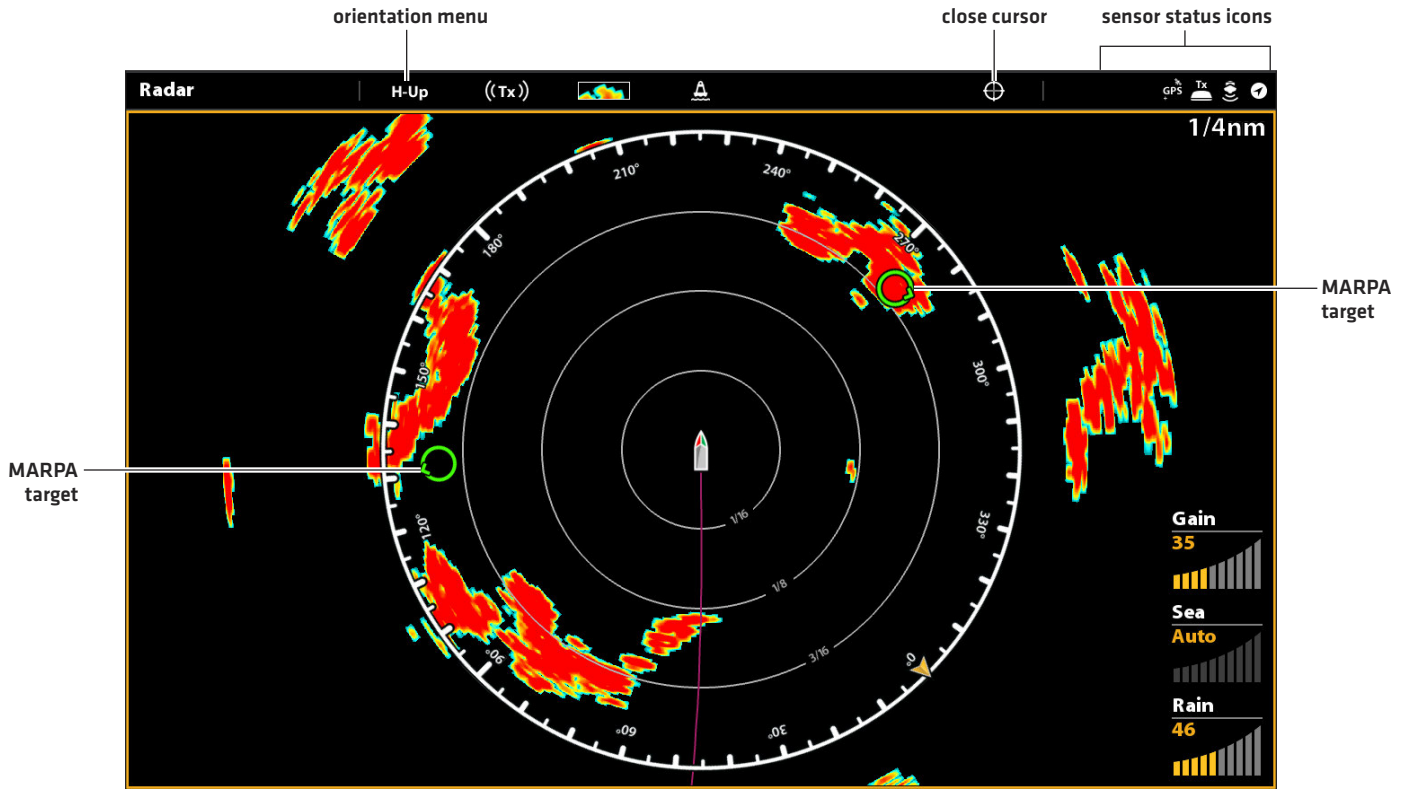 orientation menu
close cursor
sensor status icons
Radar
H-Up
((Tx))
GPS
Tx
1/4nm
210°
240°
180°
270°
150°
300°
MARPA
target
MARPA
target
120°
330°
1/16
1/8
3/16
90°
0°
60°
30°
Gain
35
Sea
Auto
Rain
46